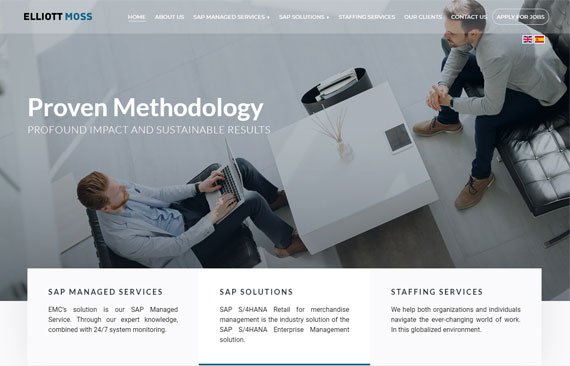 ELLIOTT MOSS
HOME ABOUT US SAP MANAGED SERVICES + SAP SOLUTIONS + STAFFING SERVICES OUR CLIENTS CONTACT US APPLY FOR JOBS
Proven Methodology
PROFOUND IMPACT AND SUSTAINABLE RESULTS
SAP MANAGED SERVICES
EMC's solution is our SAP Managed
Service. Through our expert knowledge,
combined with 24/7 system monitoring.
SAP SOLUTIONS
SAP S/4HANA Retail for merchandise
management is the industry solution of the
SAP S/4HANA Enterprise Management
solution.
STAFFING SERVICES
We help both organizations and individuals
navigate the ever-changing world of work.
In this globalized environment.